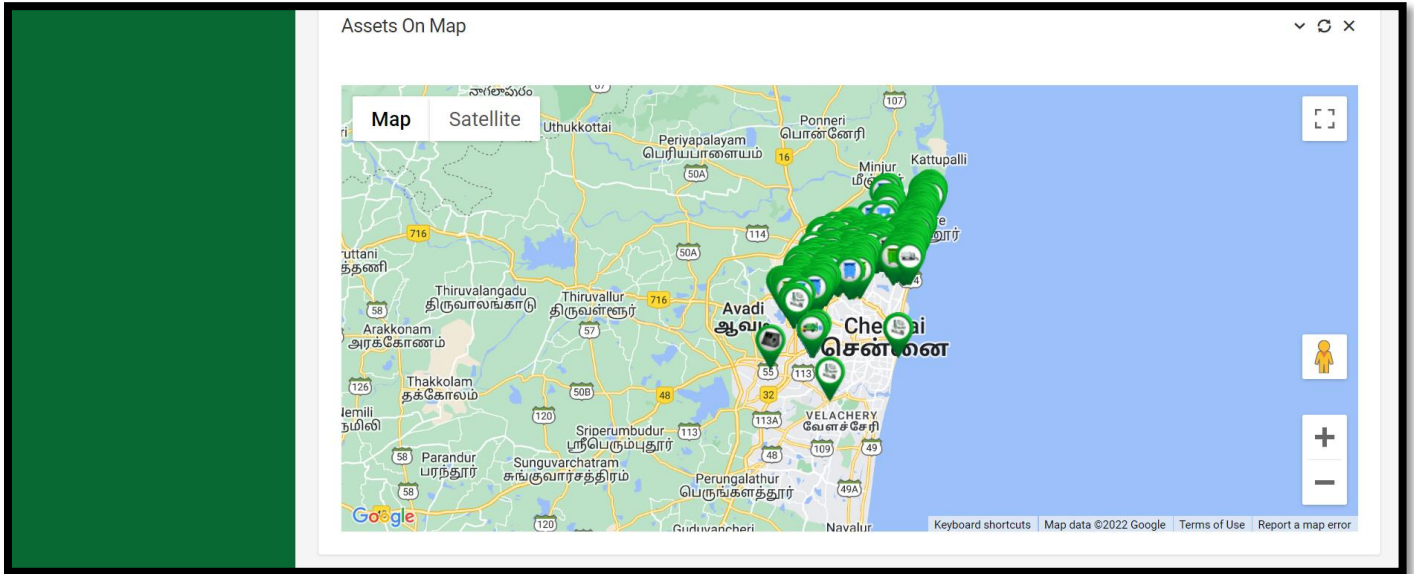 Assets On Map
Map
Satellite
107
Uthukkottai
Ponneri
பொன்னேரி
Periyapalayam
பெரியபாளையம்
16
50A
Minjur
Kattupalli
716
114
50A
Thiruvalangadu
திருவாலங்காடு
58
Thiruvallur
திருவள்ளூர்
716
Avadi
Arakkonam
அரக்கோணம்
57
சென்னை
55
113
Thakkolam
தக்கோலம்
126
50B
48
32
120
VELACHERY
வேளச்சேரி
113A
Sriperumbudur
ஸ்ரீபெரும்புதூர்
113
109
49
48
58
Parandur
பரந்தூர்
Sunguvarchatram
சுங்குவார்சத்திரம்
Perungalathur
பெருங்களத்தூர்
58
49A
Google
120
Guduvancheri
Navalur
Keyboard shortcuts
Map data ©2022 Google
Terms of Use
Report a map error